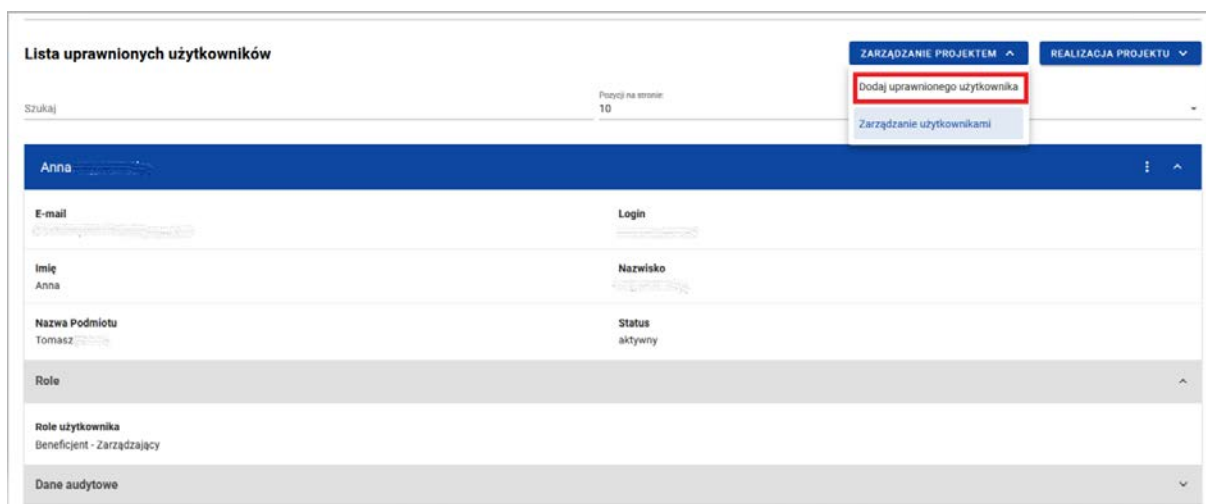 Lista uprawnionych użytkowników
ZARZĄDZANIE PROJEKTEM
REALIZACJA PROJEKTU
Dodaj uprawnionego użytkownika
Zarządzanie użytkownikami
Szukaj
Pozycji na stronie:
10
Anna
E-mail
Login
Imię
Anna
Nazwisko
Nazwa Podmiotu
Tomasz
Status
aktywny
Role
Role użytkownika
Beneficjent - Zarządzający
Dane audytowe